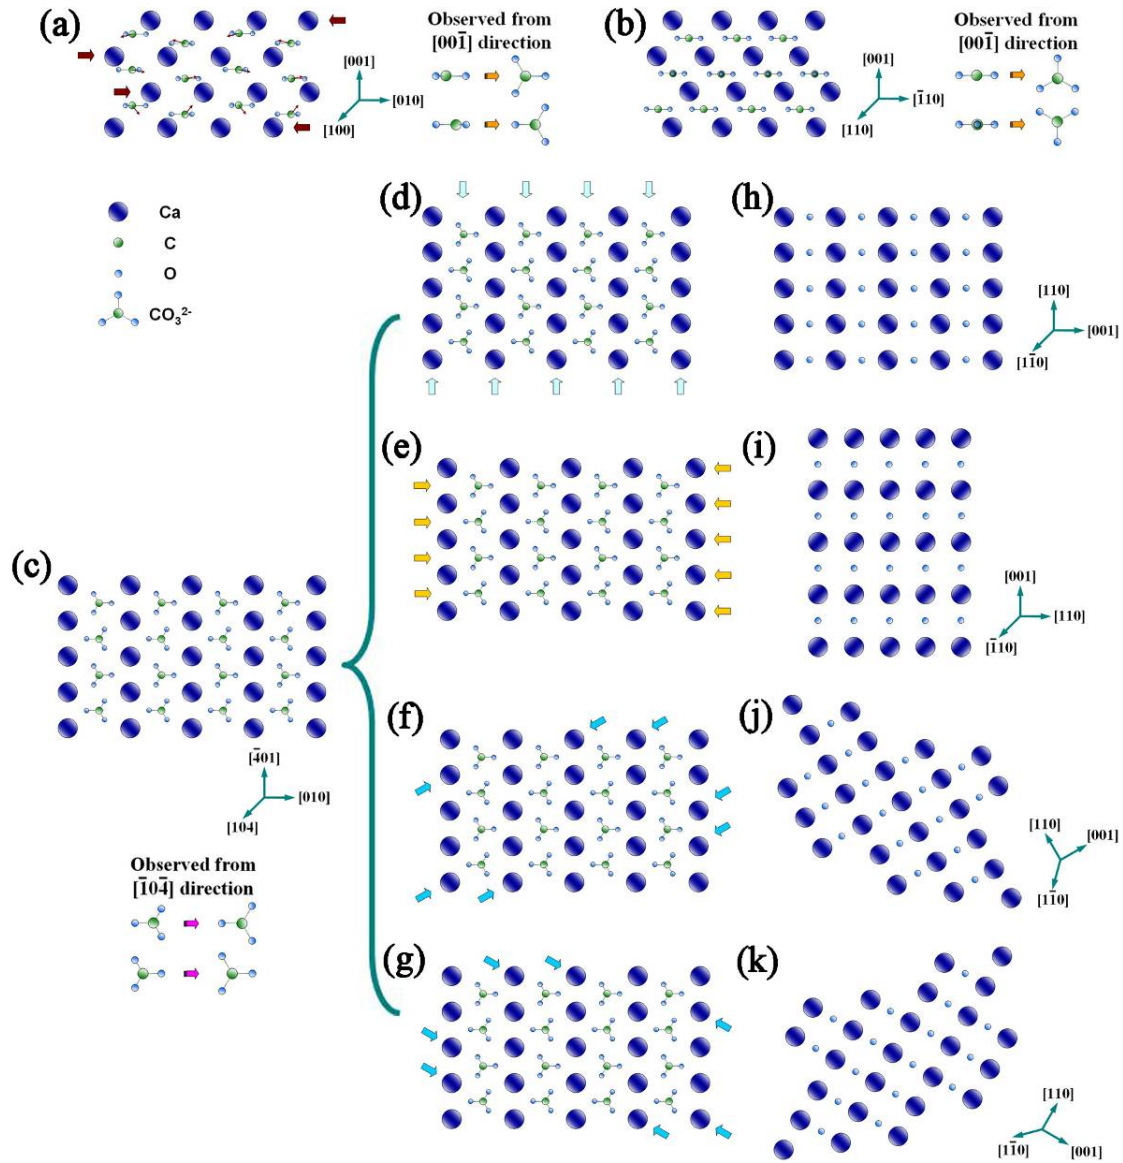 (a)
Observed from
[001̅] direction
[001]
[010]
[100]
(b)
Observed from
[001̅] direction
[001]
[1̅10]
[110]
Ca
C
O
CO₃²⁻
(c)
[4̅01]
[010]
[104]
Observed from
[1̅04̅] direction
(d)
(e)
(f)
(g)
(h)
[110]
[001]
[11̅0]
(i)
[001]
[110]
[1̅10]
(j)
[110]
[001]
[11̅0]
(k)
[110]
[11̅0]
[001]